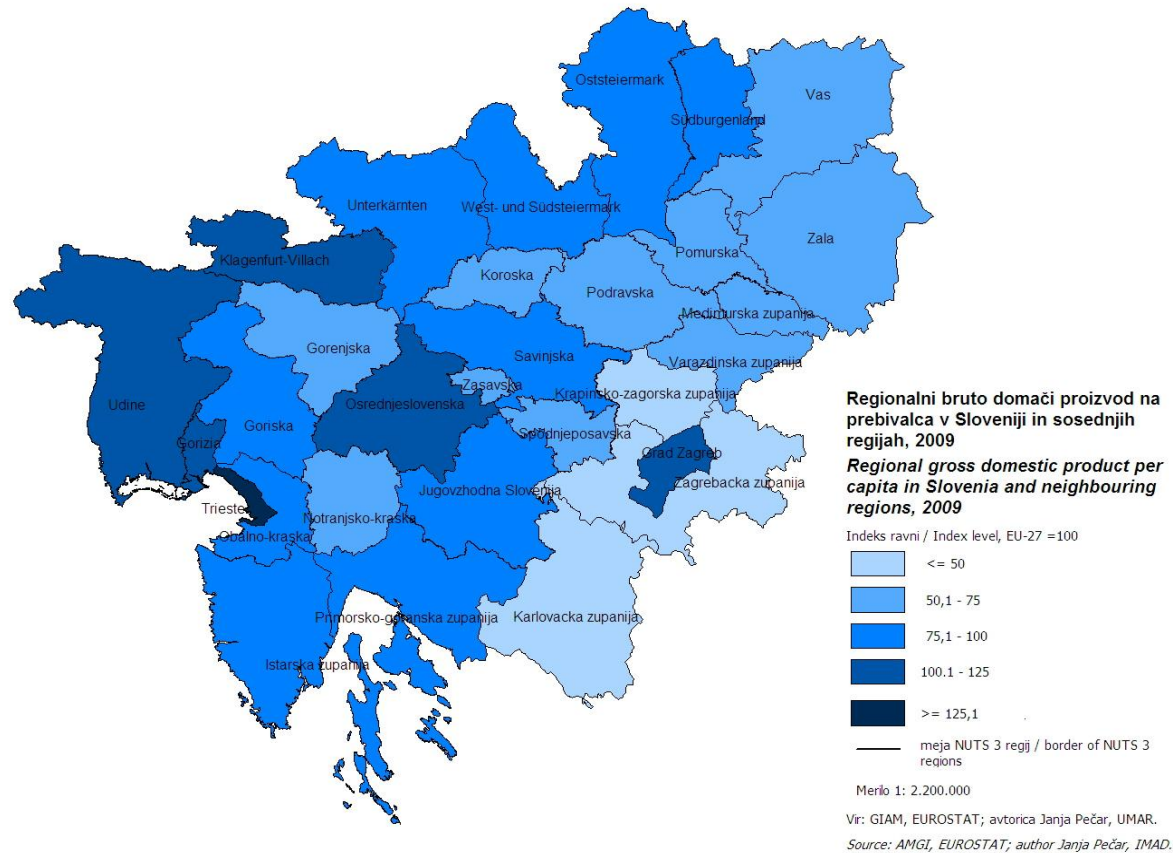 Oststeiermark
Vas
Südburgenland
Unterkärnten
West- und Südsteiermark
Zala
Klagenfurt-Villach
Pomurska
Koroska
Podravska
Medimurska zupanija
Gorenjska
Savinjska
Varazdinska zupanija
Zasavska
Krapinsko-zagorska zupanija
Udine
Osrednjeslovenska
Goriska
Spodnjeposavska
Gorizia
Grad Zagreb
Jugovzhodna Slovenija
Zagrebacka zupanija
Trieste
Notranjsko-kraska
Obalno-kraska
Primorsko-goranska zupanija
Karlovacka zupanija
Istarska zupanija
Regionalni bruto domači proizvod na
prebivalca v Sloveniji in sosednjih
regijah, 2009
Regional gross domestic product per
capita in Slovenia and neighbouring
regions, 2009
Indeks ravni / Index level, EU-27 =100
<= 50
50,1 - 75
75,1 - 100
100.1 - 125
>= 125,1
meja NUTS 3 regij / border of NUTS 3
regions
Merilo 1: 2.200.000
Vir: GIAM, EUROSTAT; avtorica Janja Pečar, UMAR.
Source: AMGI, EUROSTAT; author Janja Pečar, IMAD.